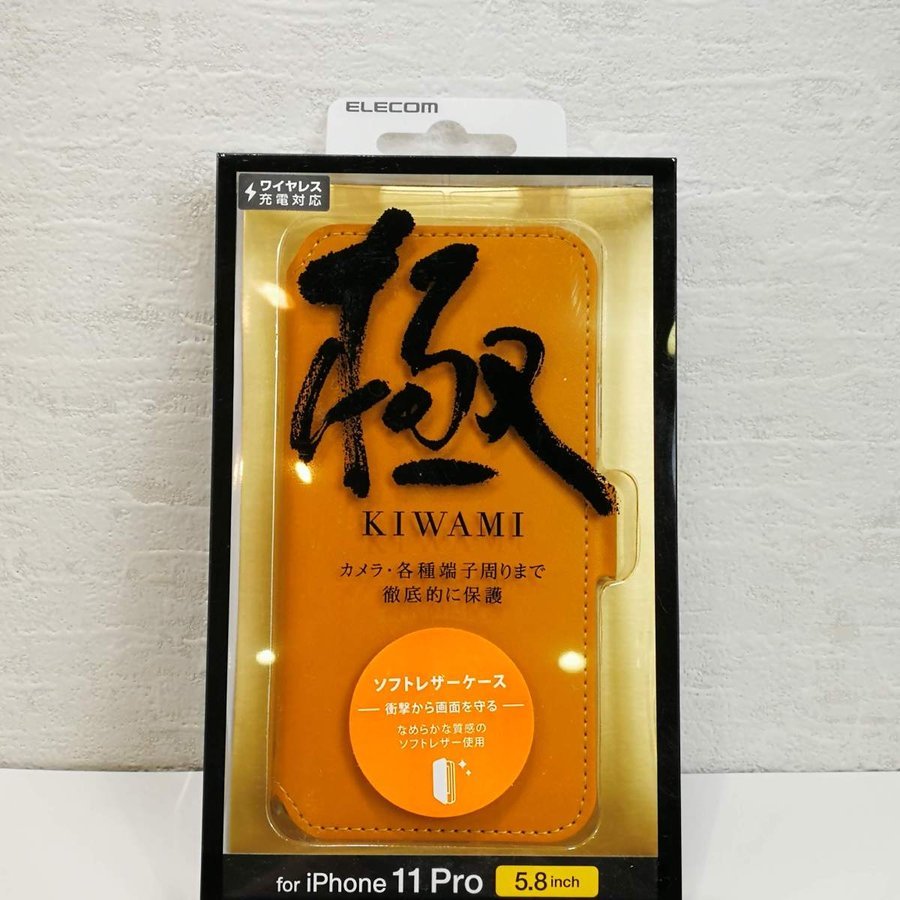 ELECOM
ワイヤレス
充電対応
極
KIWAMI
カメラ・各種端子周りまで
徹底的に保護
ソフトレザーケース
衝撃から画面を守る
なめらかな質感の
ソフトレザー使用
for iPhone 11 Pro 5.8inch